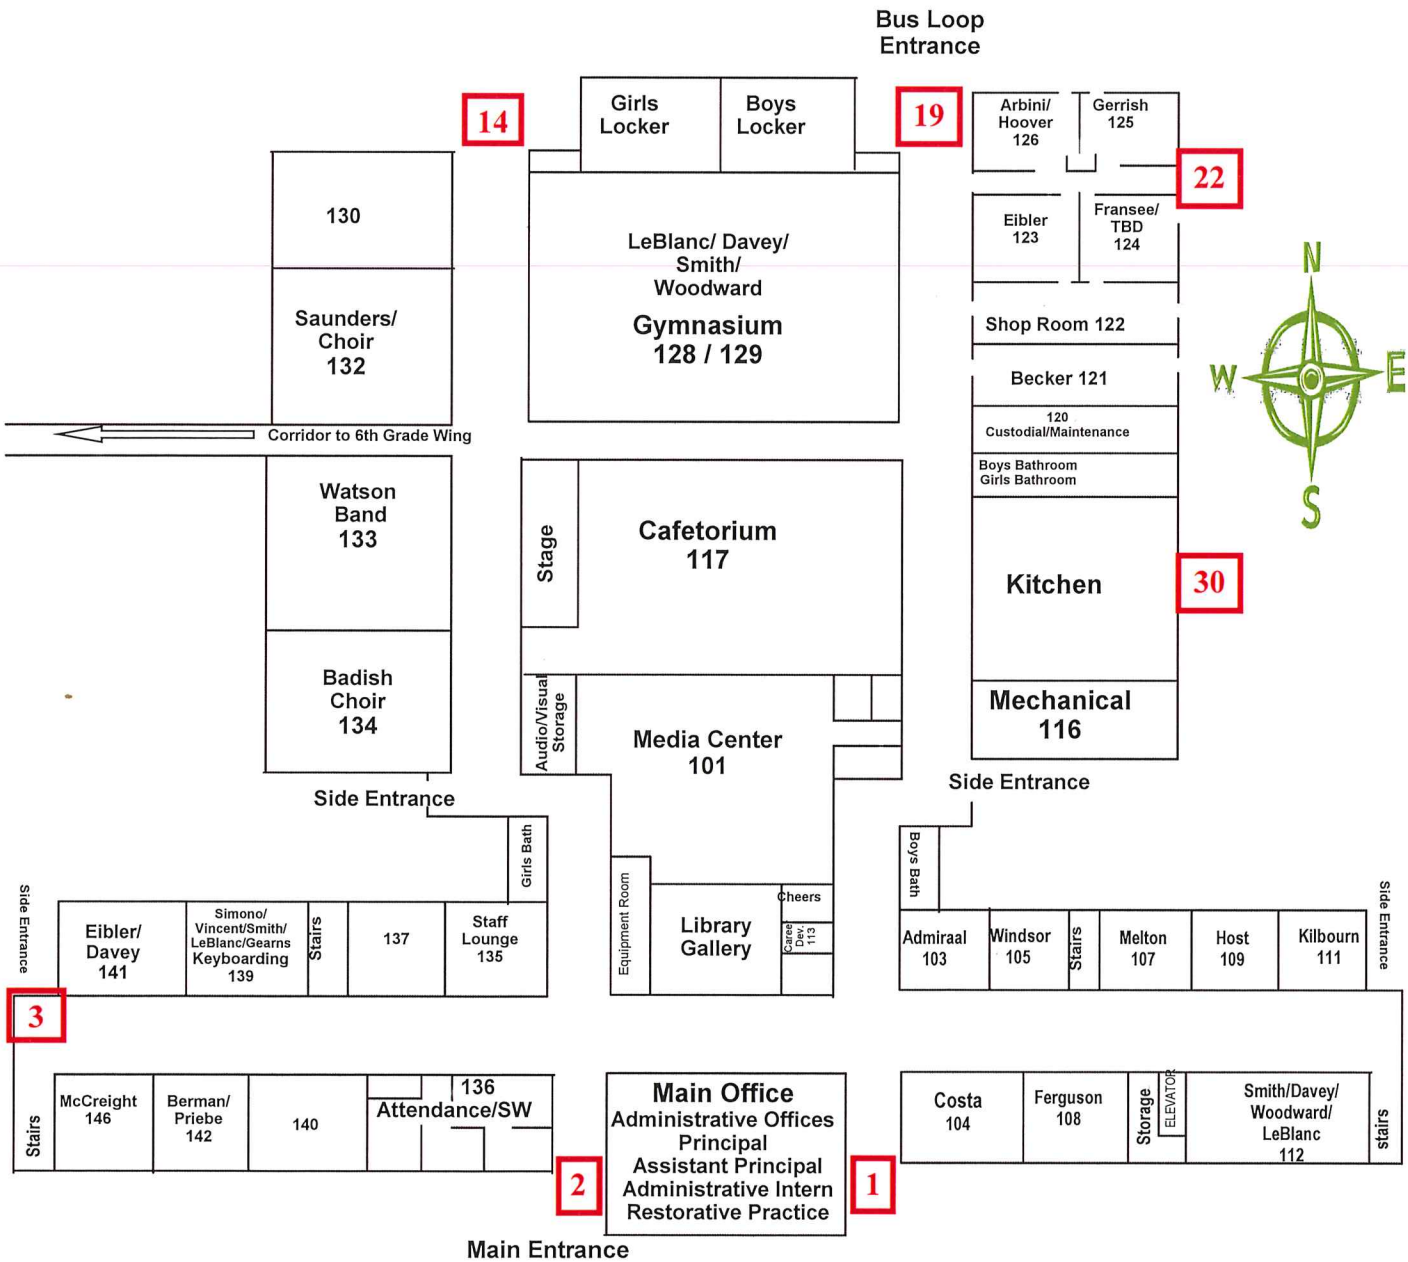 Bus Loop
Entrance
14
Girls
Locker
Boys
Locker
19
Arbini/
Hoover
126
Gerrish
125
22
130
LeBlanc/ Davey/
Smith/
Woodward
Gymnasium
128 / 129
Eibler
123
Fransee/
TBD
124
N
W
E
S
Saunders/
Choir
132
Shop Room 122
Becker 121
120
Custodial/Maintenance
Corridor to 6th Grade Wing
Boys Bathroom
Girls Bathroom
Watson
Band
133
Stage
Cafetorium
117
Kitchen
30
Badish
Choir
134
Audio/Visual
Storage
Media Center
101
Mechanical
116
Side Entrance
Side Entrance
Girls Bath
Boys Bath
Side Entrance
Eibler/
Davey
141
Simono/
Vincent/Smith/
LeBlanc/Gearns
Keyboarding
139
Stairs
137
Staff
Lounge
135
Equipment Room
Library
Gallery
Cheers
Career
Dev.
113
Admiraal
103
Windsor
105
Stairs
Melton
107
Host
109
Kilbourn
111
Side Entrance
3
Stairs
McCreight
146
Berman/
Priebe
142
140
136
Attendance/SW
Main Office
Administrative Offices
Principal
Assistant Principal
Administrative Intern
Restorative Practice
2
1
Costa
104
Ferguson
108
Storage
ELEVATOR
Smith/Davey/
Woodward/
LeBlanc
112
stairs
Main Entrance